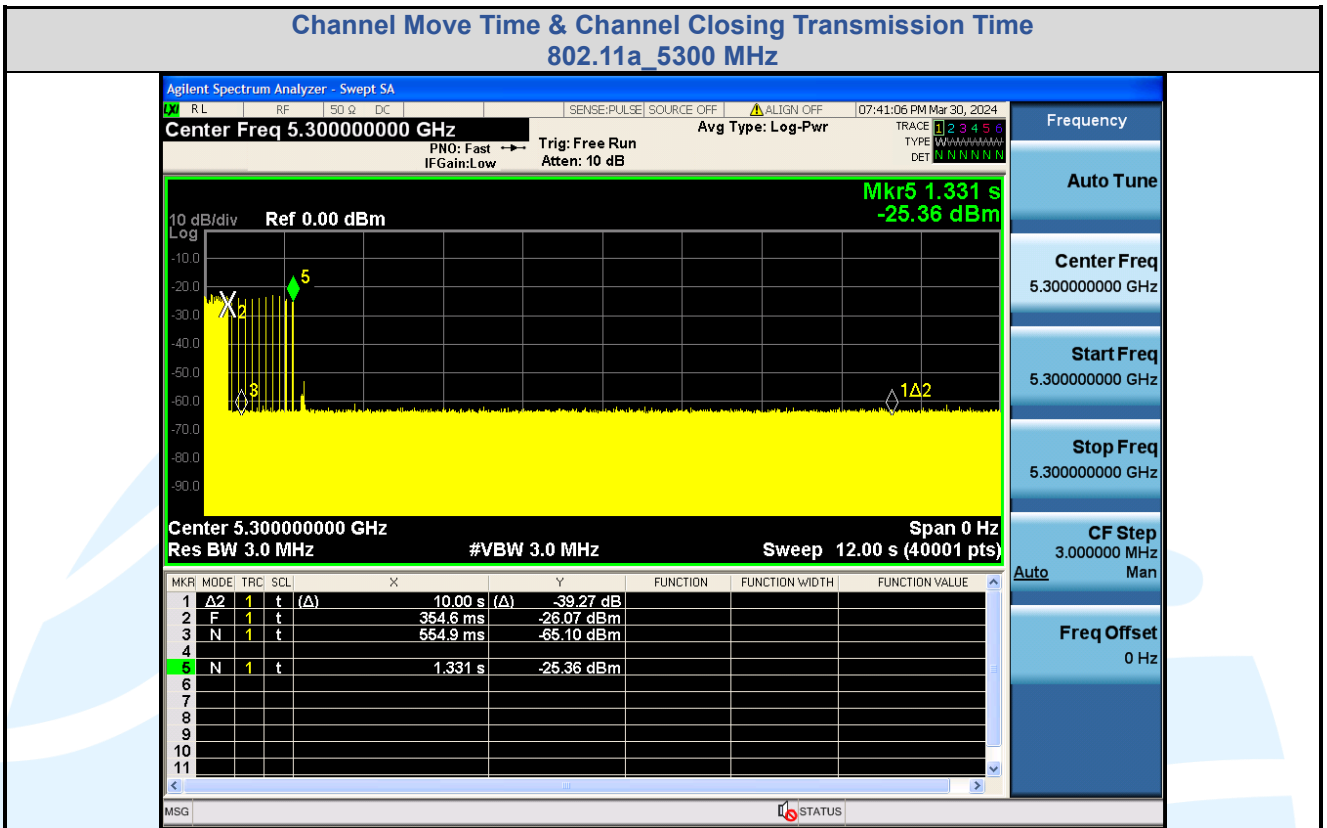 Channel Move Time & Channel Closing Transmission Time
802.11a_5300 MHz
Agilent Spectrum Analyzer - Swept SA
LXI RL RF 50 Ω DC SENSE:PULSE SOURCE OFF ALIGN OFF 07:41:06 PM Mar 30, 2024
Center Freq 5.300000000 GHz
PNO: Fast
IFGain:Low
Trig: Free Run
Atten: 10 dB
Avg Type: Log-Pwr
TRACE 1 2 3 4 5 6
TYPE WWWWWW
DET N N N N N N
Mkr5 1.331 s
-25.36 dBm
10 dB/div Ref 0.00 dBm
Log
-10.0
-20.0
-30.0
-40.0
-50.0
-60.0
-70.0
-80.0
-90.0
5
2
3
1Δ2
Center 5.300000000 GHz Span 0 Hz
Res BW 3.0 MHz #VBW 3.0 MHz Sweep 12.00 s (40001 pts)
MKR MODE TRC SCL X Y FUNCTION FUNCTION WIDTH FUNCTION VALUE
1 Δ2 1 t (Δ) 10.00 s (Δ) -39.27 dB
2 F 1 t 354.6 ms -26.07 dBm
3 N 1 t 554.9 ms -65.10 dBm
4
5 N 1 t 1.331 s -25.36 dBm
6
7
8
9
10
11
MSG STATUS
Frequency
Auto Tune
Center Freq
5.300000000 GHz
Start Freq
5.300000000 GHz
Stop Freq
5.300000000 GHz
CF Step
3.000000 MHz
Auto Man
Freq Offset
0 Hz